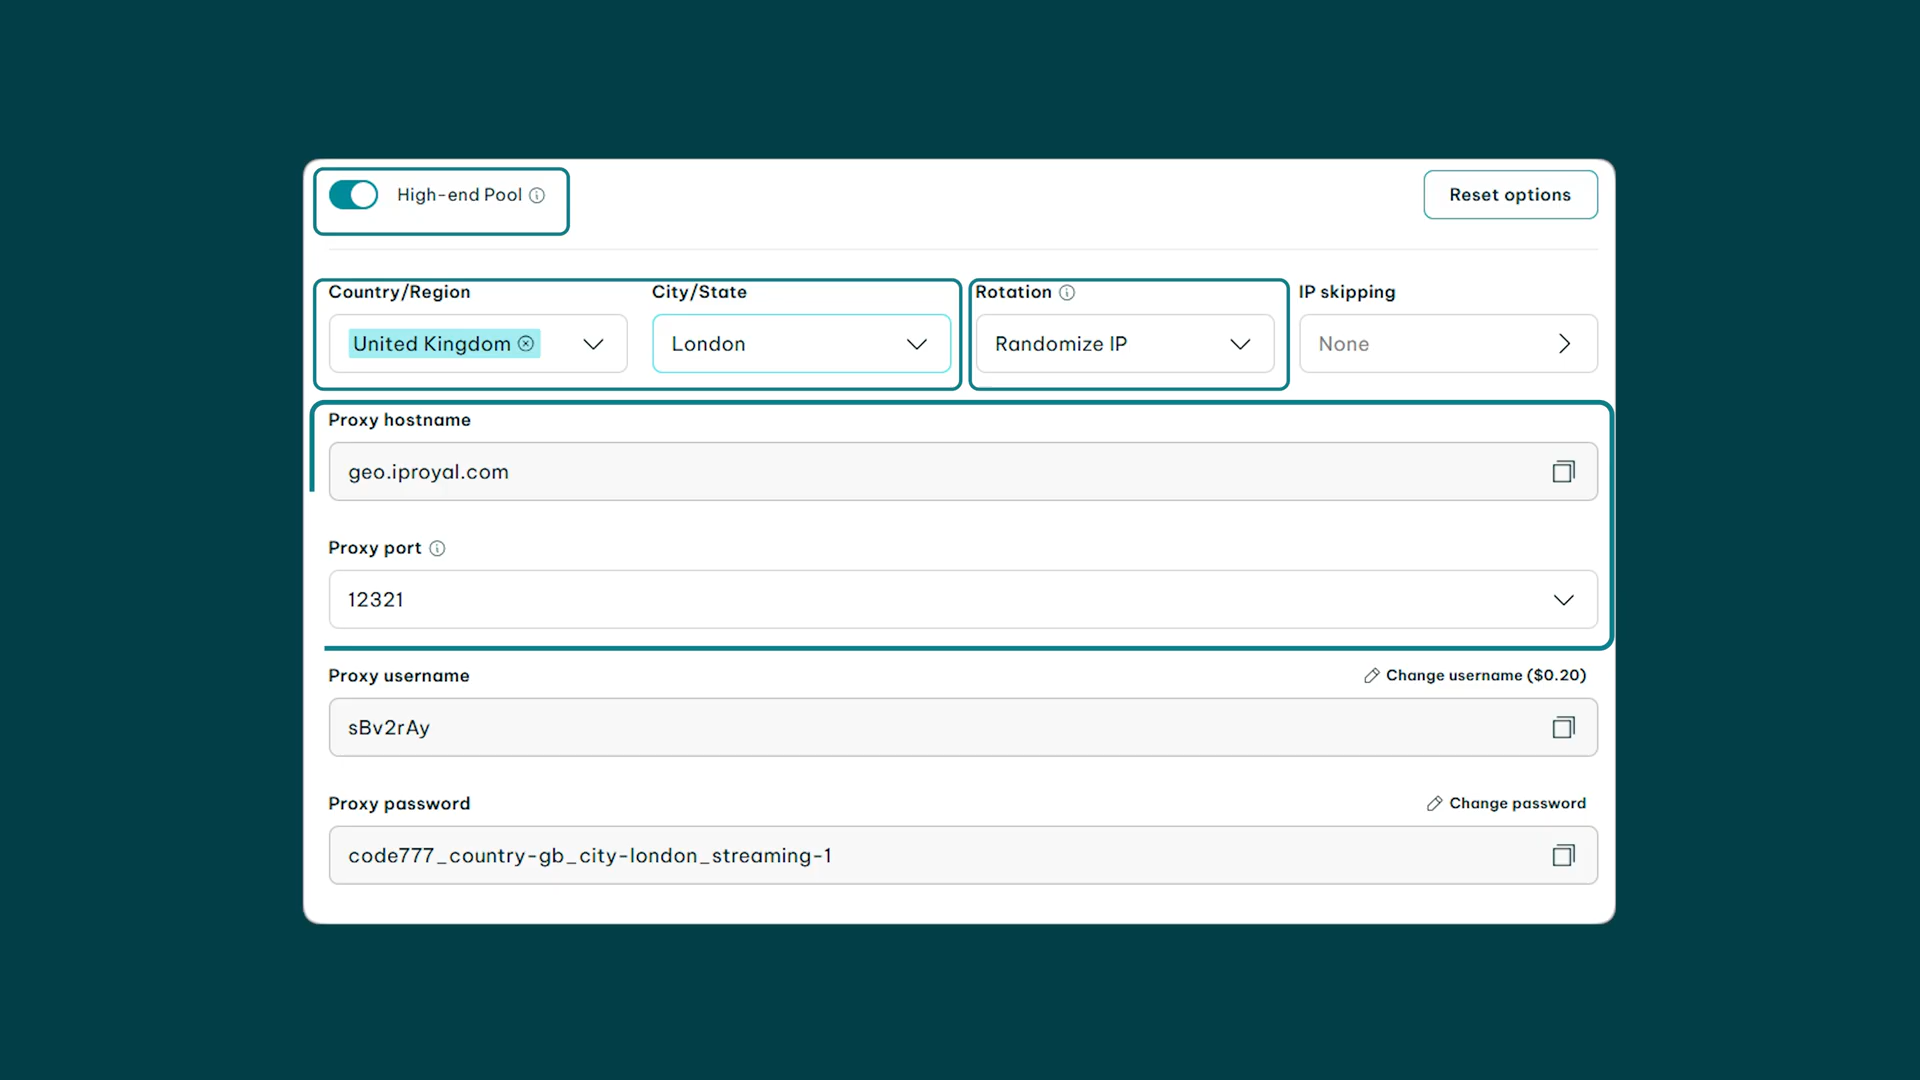 High-end Pool
Reset options
Country/Region
City/State
Rotation
IP skipping
United Kingdom
London
Randomize IP
None
Proxy hostname
geo.iproyal.com
Proxy port
12321
Proxy username
Change username ($0.20)
sBv2rAy
Proxy password
Change password
code777_country-gb_city-london_streaming-1